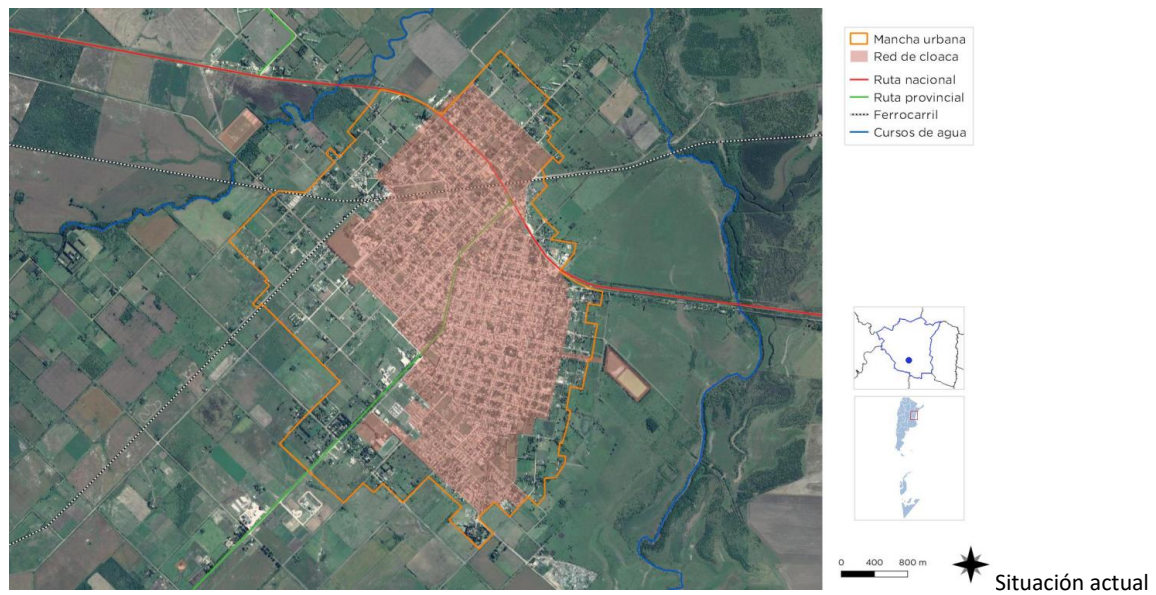 Mancha urbana
Red de cloaca
Ruta nacional
Ruta provincial
Ferrocarril
Cursos de agua
0 400 800 m
Situación actual